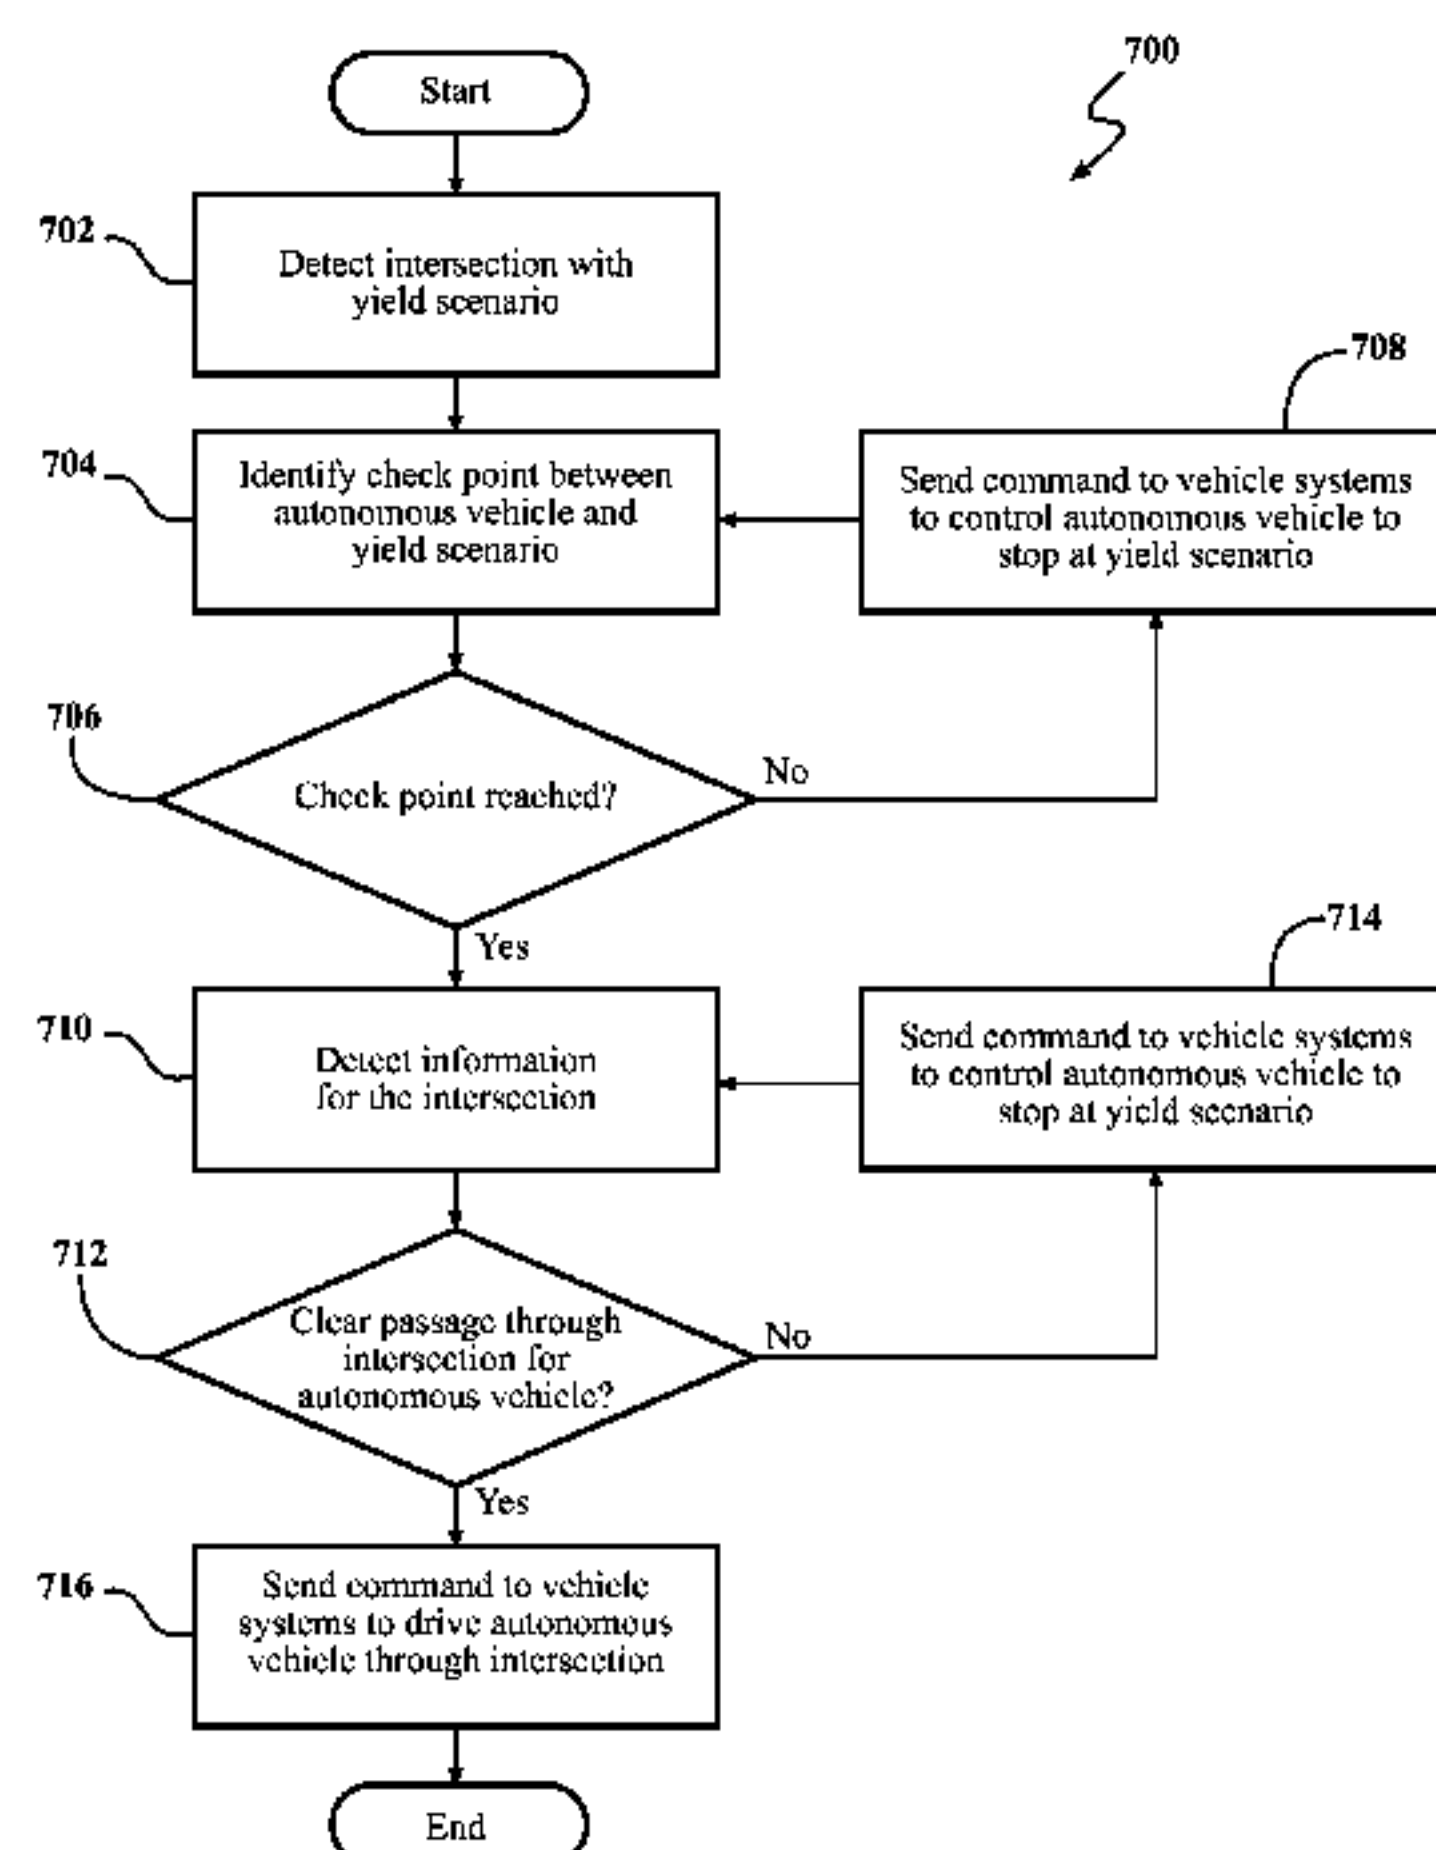 700
Start
702
Detect intersection with
yield scenario
708
704
Identify check point between
autonomous vehicle and
yield scenario
Send command to vehicle systems
to control autonomous vehicle to
stop at yield scenario
706
Check point reached?
No
Yes
714
710
Detect information
for the intersection
Send command to vehicle systems
to control autonomous vehicle to
stop at yield scenario
712
Clear passage through
intersection for
autonomous vehicle?
No
Yes
716
Send command to vehicle
systems to drive autonomous
vehicle through intersection
End